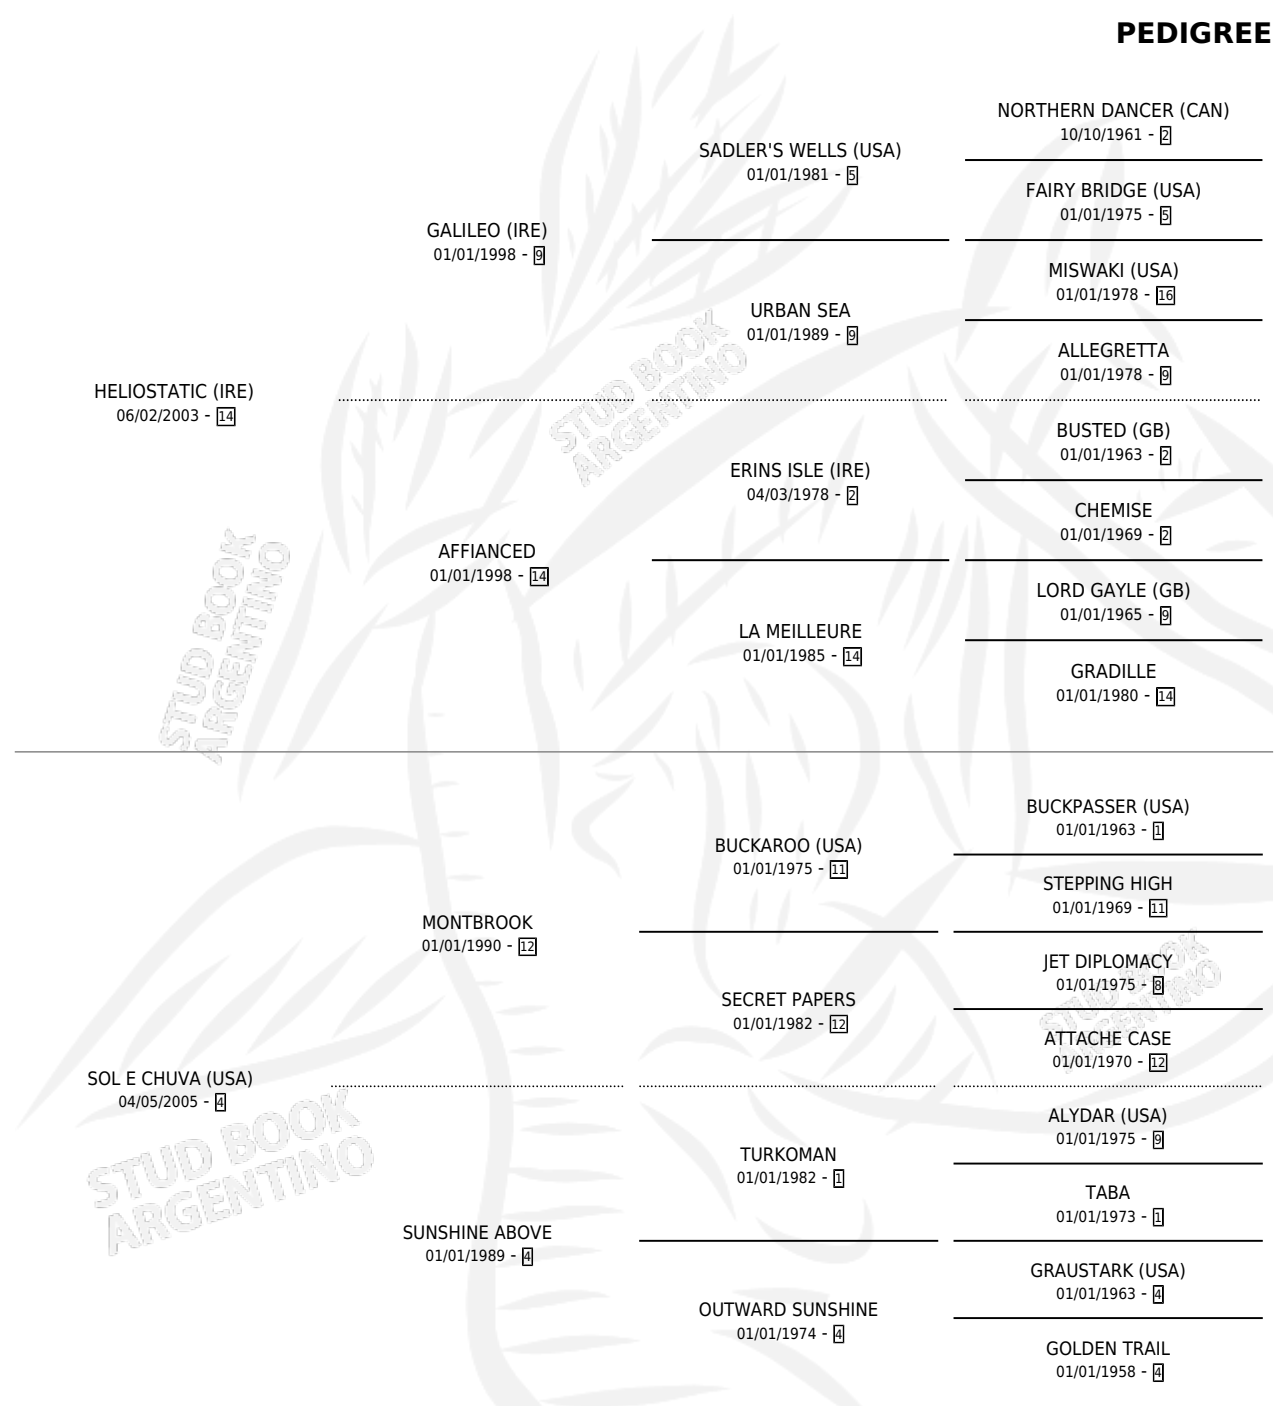 PEDIGREE
NORTHERN DANCER (CAN)
10/10/1961 - 2
SADLER'S WELLS (USA)
01/01/1981 - 5
FAIRY BRIDGE (USA)
01/01/1975 - 5
GALILEO (IRE)
01/01/1998 - 9
MISWAKI (USA)
01/01/1978 - 16
URBAN SEA
01/01/1989 - 9
ALLEGRETTA
01/01/1978 - 9
HELIOSTATIC (IRE)
06/02/2003 - 14
BUSTED (GB)
01/01/1963 - 2
ERINS ISLE (IRE)
04/03/1978 - 2
CHEMISE
01/01/1969 - 2
AFFIANCED
01/01/1998 - 14
LORD GAYLE (GB)
01/01/1965 - 9
LA MEILLEURE
01/01/1985 - 14
GRADILLE
01/01/1980 - 14
BUCKPASSER (USA)
01/01/1963 - 1
BUCKAROO (USA)
01/01/1975 - 11
STEPPING HIGH
01/01/1969 - 11
MONTBROOK
01/01/1990 - 12
JET DIPLOMACY
01/01/1975 - 8
SECRET PAPERS
01/01/1982 - 12
ATTACHE CASE
01/01/1970 - 12
SOL E CHUVA (USA)
04/05/2005 - 4
ALYDAR (USA)
01/01/1975 - 9
TURKOMAN
01/01/1982 - 1
TABA
01/01/1973 - 1
SUNSHINE ABOVE
01/01/1989 - 4
GRAUSTARK (USA)
01/01/1963 - 4
OUTWARD SUNSHINE
01/01/1974 - 4
GOLDEN TRAIL
01/01/1958 - 4
STUD BOOK
ARGENTINO
STUD BOOK
ARGENTINO
STUD BOOK
ARGENTINO
STUD BOOK
ARGENTINO